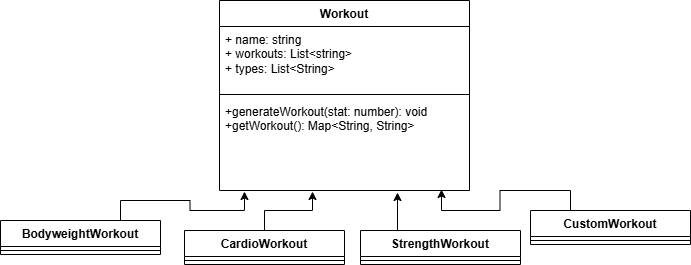 Workout
+ name: string
+ workouts: List<string>
+ types: List<String>
+generateWorkout(stat: number): void
+getWorkout(): Map<String, String>
BodyweightWorkout
CardioWorkout
StrengthWorkout
CustomWorkout